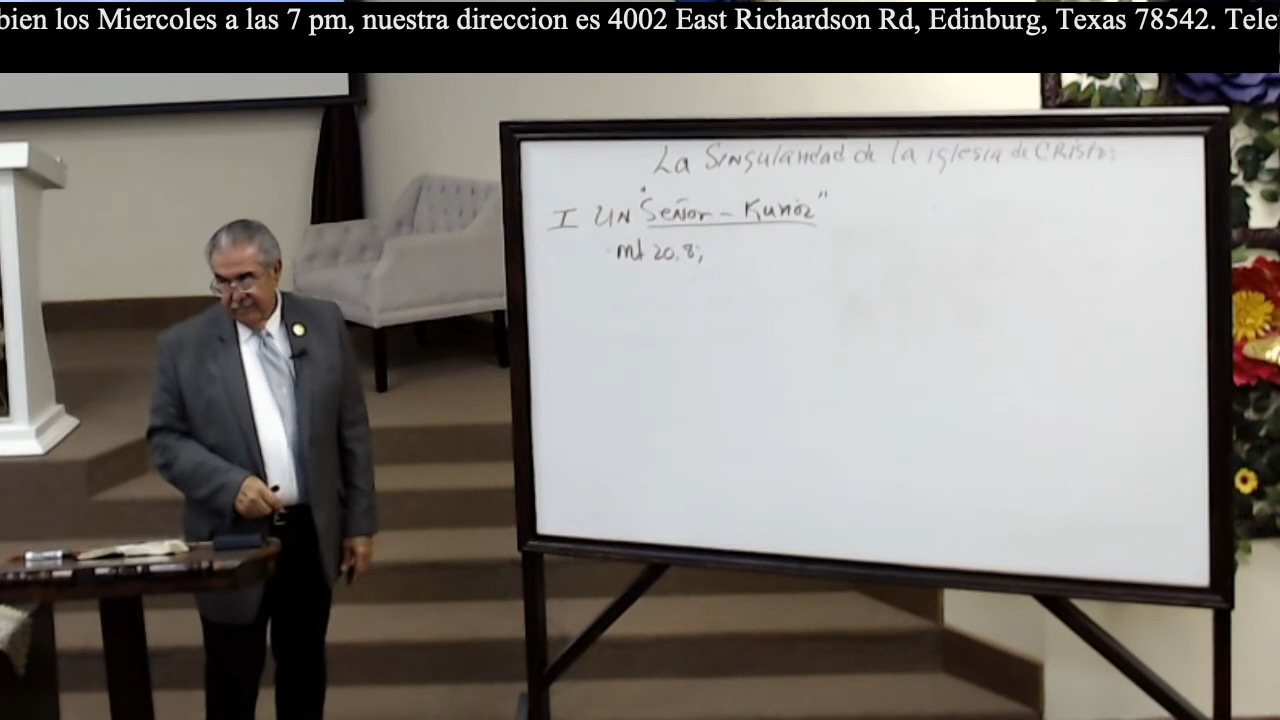 bien los Miercoles a las 7 pm, nuestra direccion es 4002 East Richardson Rd, Edinburg, Texas 78542. Tele
La Singularidad de la iglesia de CRisto:
I UN "Señor - Kurios"
mt 20.8;